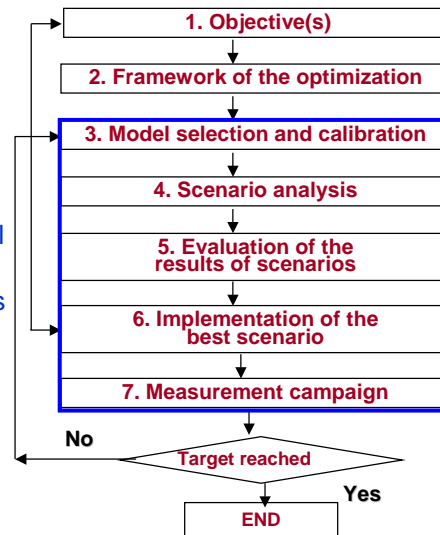 1. Objective(s)
2. Framework of the optimization
3. Model selection and calibration
4. Scenario analysis
5. Evaluation of the
results of scenarios
6. Implementation of the
best scenario
7. Measurement campaign
No
Target reached
Yes
END